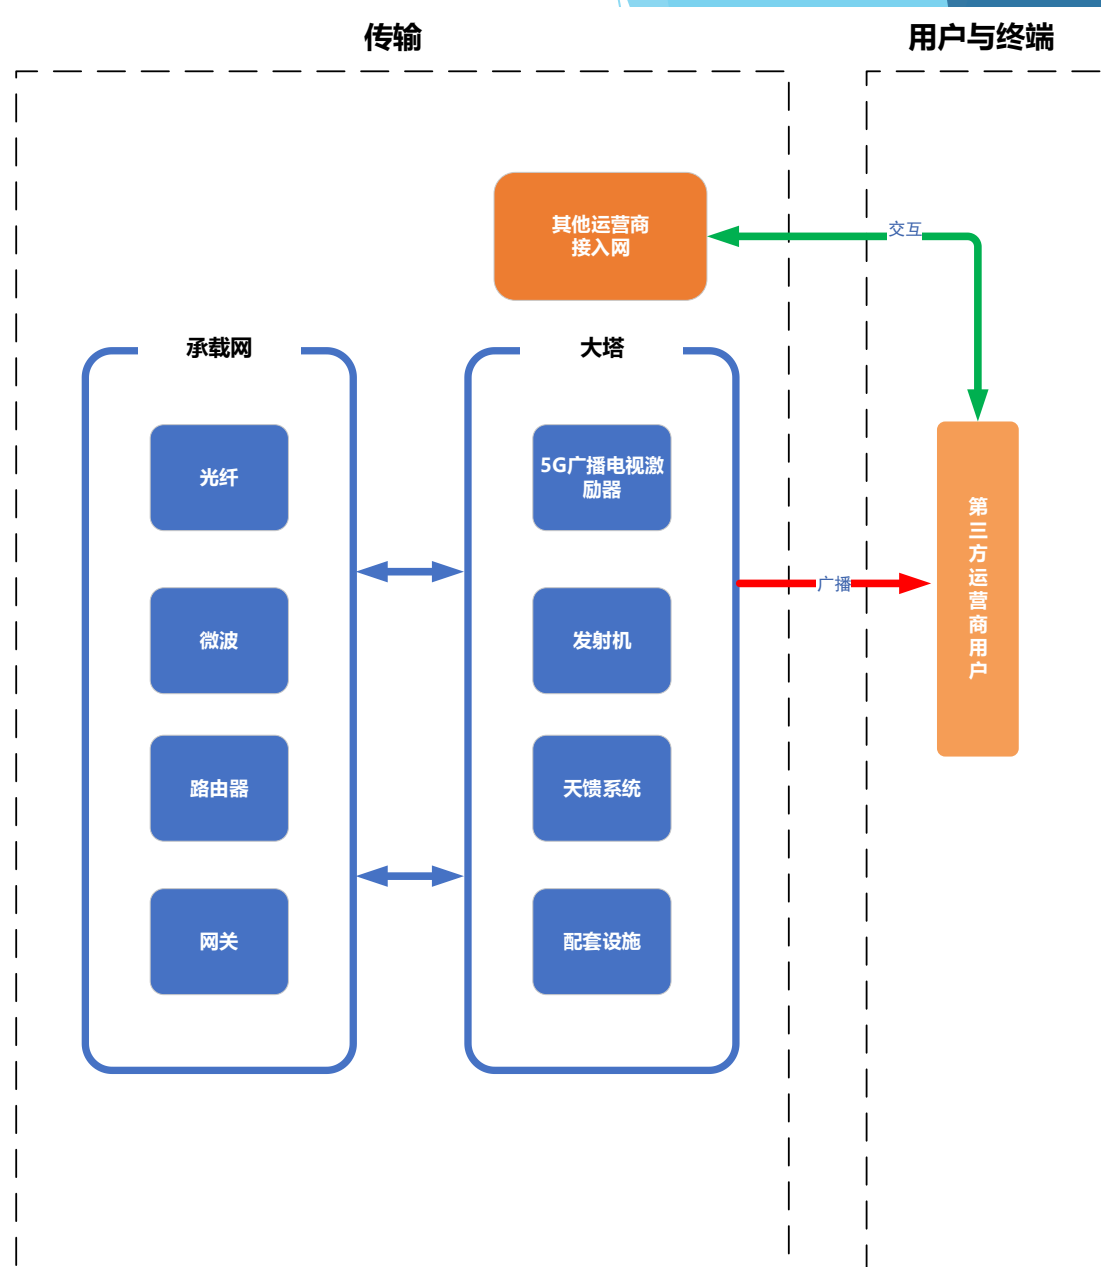 传输
用户与终端
其他运营商
接入网
交互
承载网
大塔
光纤
5G广播电视激
励器
第三方运营商用户
广播
微波
发射机
路由器
天馈系统
网关
配套设施